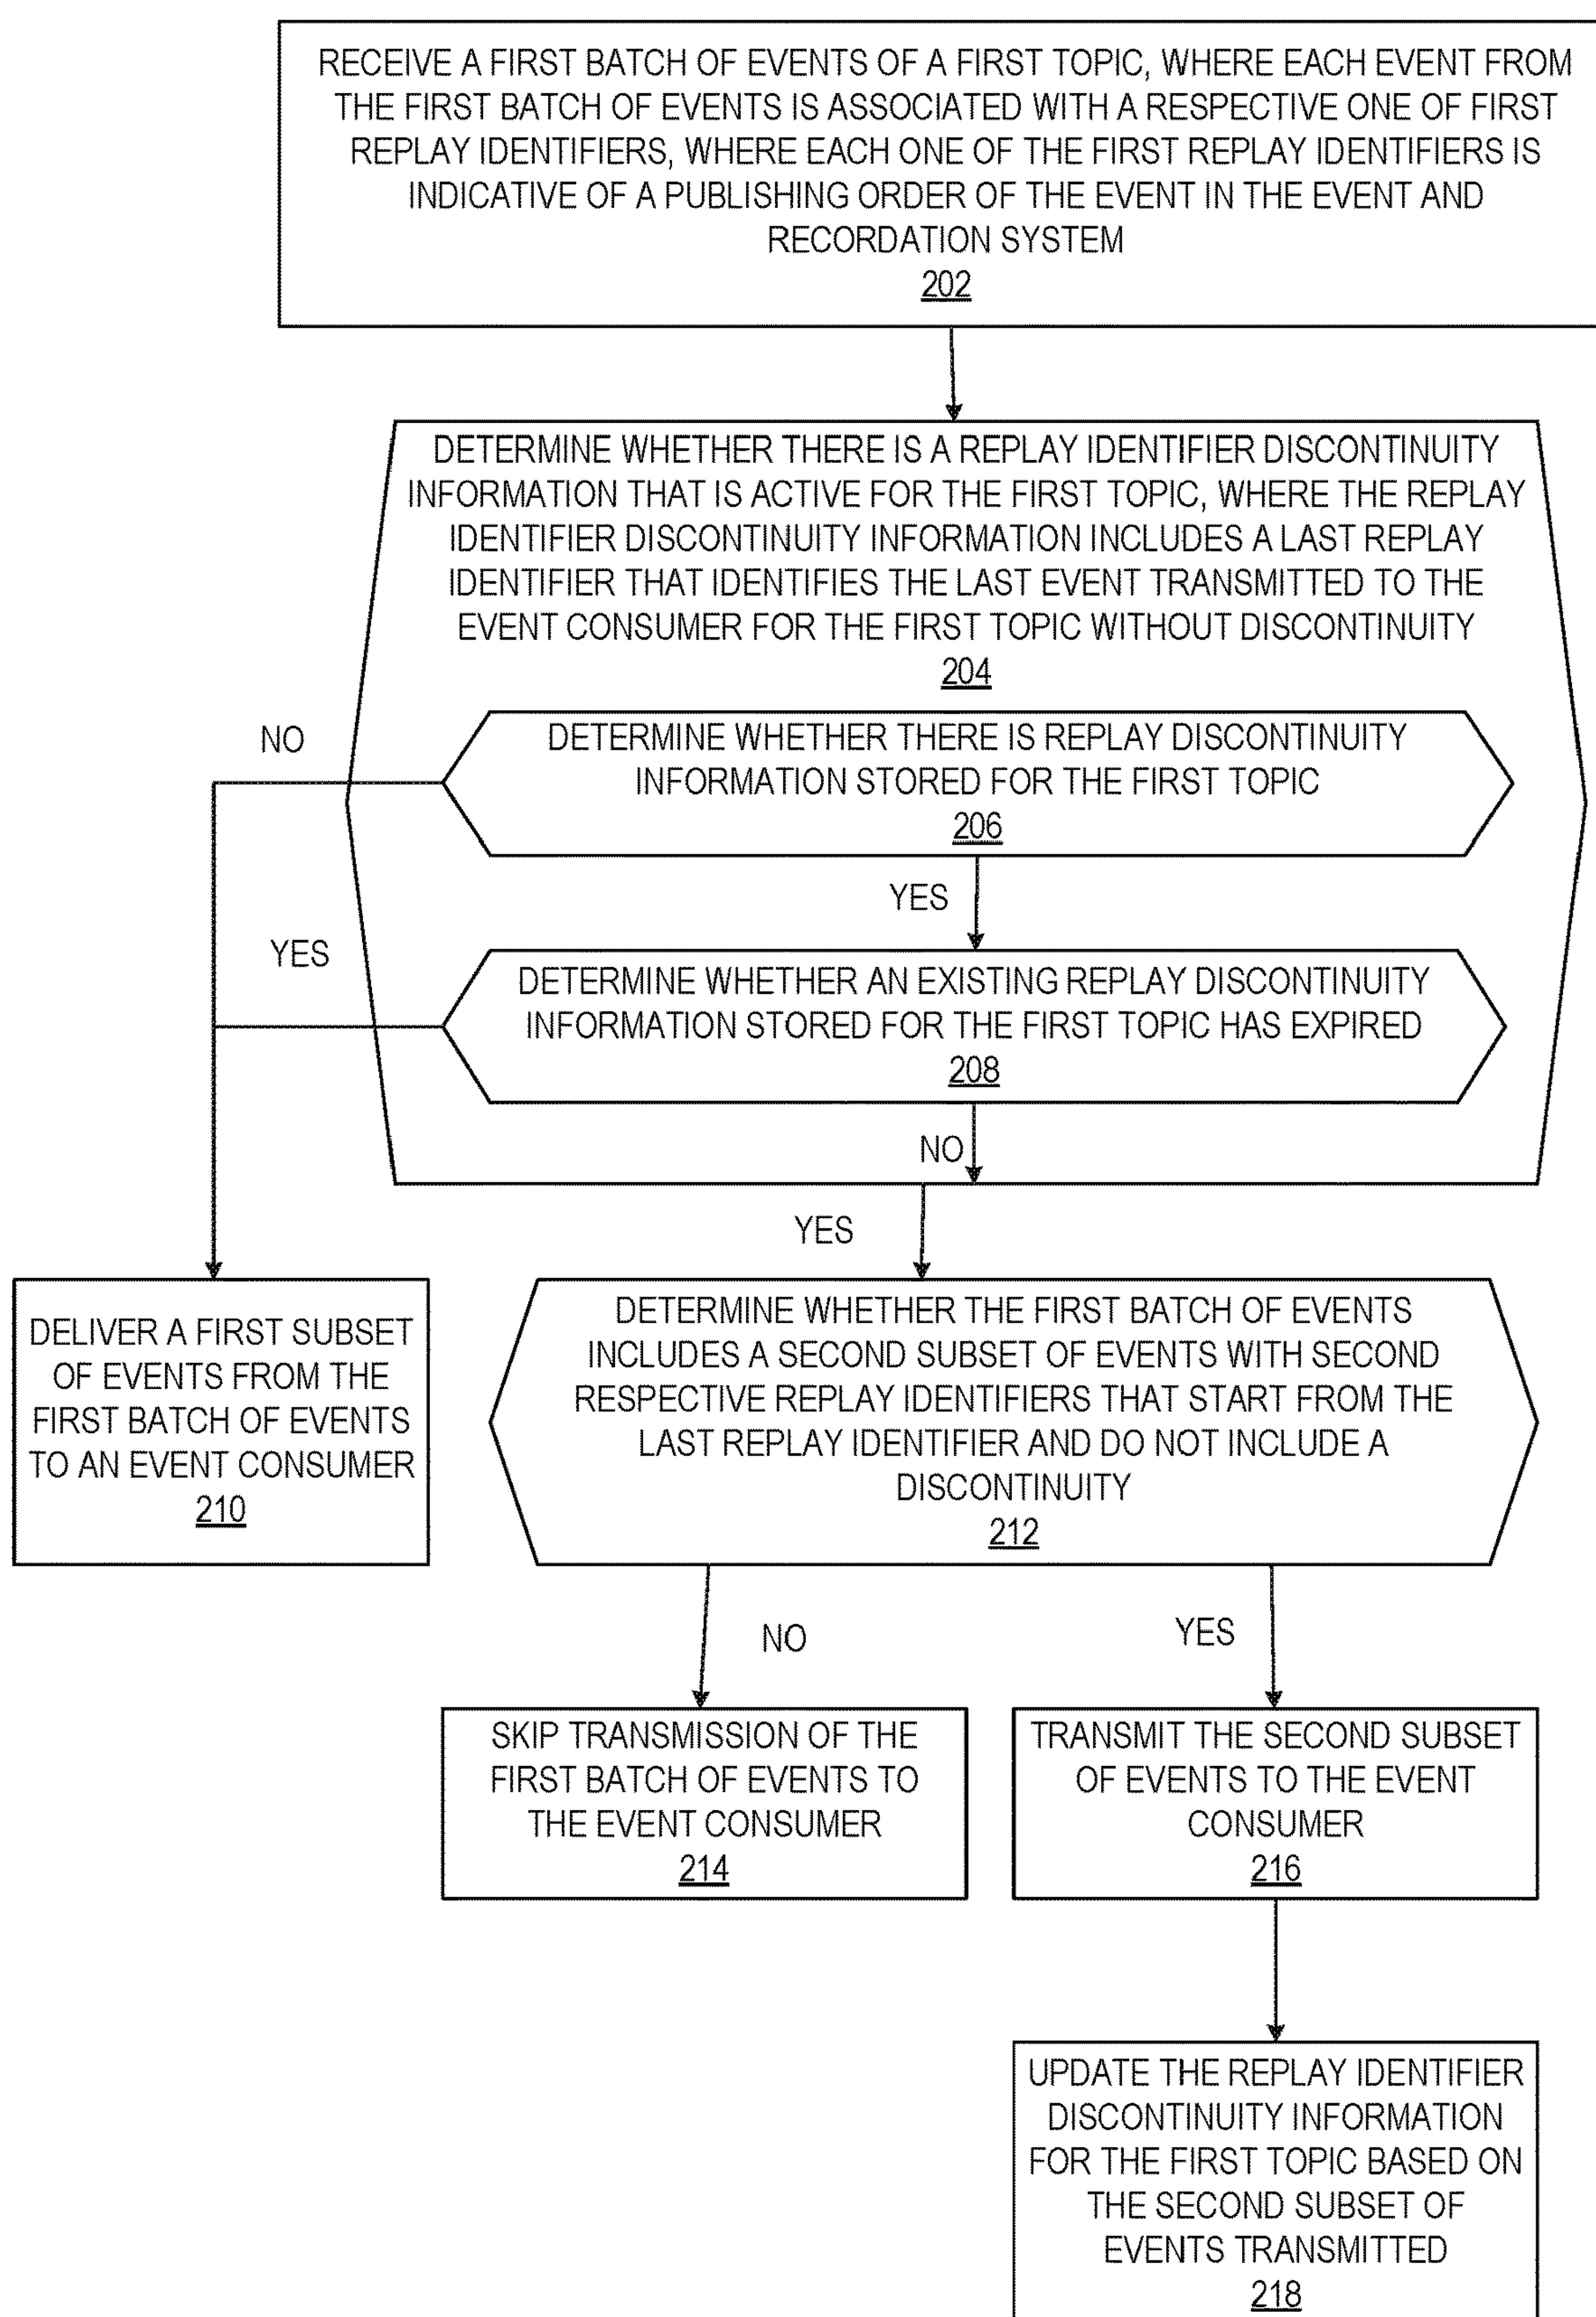 RECEIVE A FIRST BATCH OF EVENTS OF A FIRST TOPIC, WHERE EACH EVENT FROM
THE FIRST BATCH OF EVENTS IS ASSOCIATED WITH A RESPECTIVE ONE OF FIRST
REPLAY IDENTIFIERS, WHERE EACH ONE OF THE FIRST REPLAY IDENTIFIERS IS
INDICATIVE OF A PUBLISHING ORDER OF THE EVENT IN THE EVENT AND
RECORDATION SYSTEM
202
DETERMINE WHETHER THERE IS A REPLAY IDENTIFIER DISCONTINUITY
INFORMATION THAT IS ACTIVE FOR THE FIRST TOPIC, WHERE THE REPLAY
IDENTIFIER DISCONTINUITY INFORMATION INCLUDES A LAST REPLAY
IDENTIFIER THAT IDENTIFIES THE LAST EVENT TRANSMITTED TO THE
EVENT CONSUMER FOR THE FIRST TOPIC WITHOUT DISCONTINUITY
204
NO
DETERMINE WHETHER THERE IS REPLAY DISCONTINUITY
INFORMATION STORED FOR THE FIRST TOPIC
206
YES
YES
DETERMINE WHETHER AN EXISTING REPLAY DISCONTINUITY
INFORMATION STORED FOR THE FIRST TOPIC HAS EXPIRED
208
NO
YES
DELIVER A FIRST SUBSET
OF EVENTS FROM THE
FIRST BATCH OF EVENTS
TO AN EVENT CONSUMER
210
DETERMINE WHETHER THE FIRST BATCH OF EVENTS
INCLUDES A SECOND SUBSET OF EVENTS WITH SECOND
RESPECTIVE REPLAY IDENTIFIERS THAT START FROM THE
LAST REPLAY IDENTIFIER AND DO NOT INCLUDE A
DISCONTINUITY
212
NO
YES
SKIP TRANSMISSION OF THE
FIRST BATCH OF EVENTS TO
THE EVENT CONSUMER
214
TRANSMIT THE SECOND SUBSET
OF EVENTS TO THE EVENT
CONSUMER
216
UPDATE THE REPLAY IDENTIFIER
DISCONTINUITY INFORMATION
FOR THE FIRST TOPIC BASED ON
THE SECOND SUBSET OF
EVENTS TRANSMITTED
218